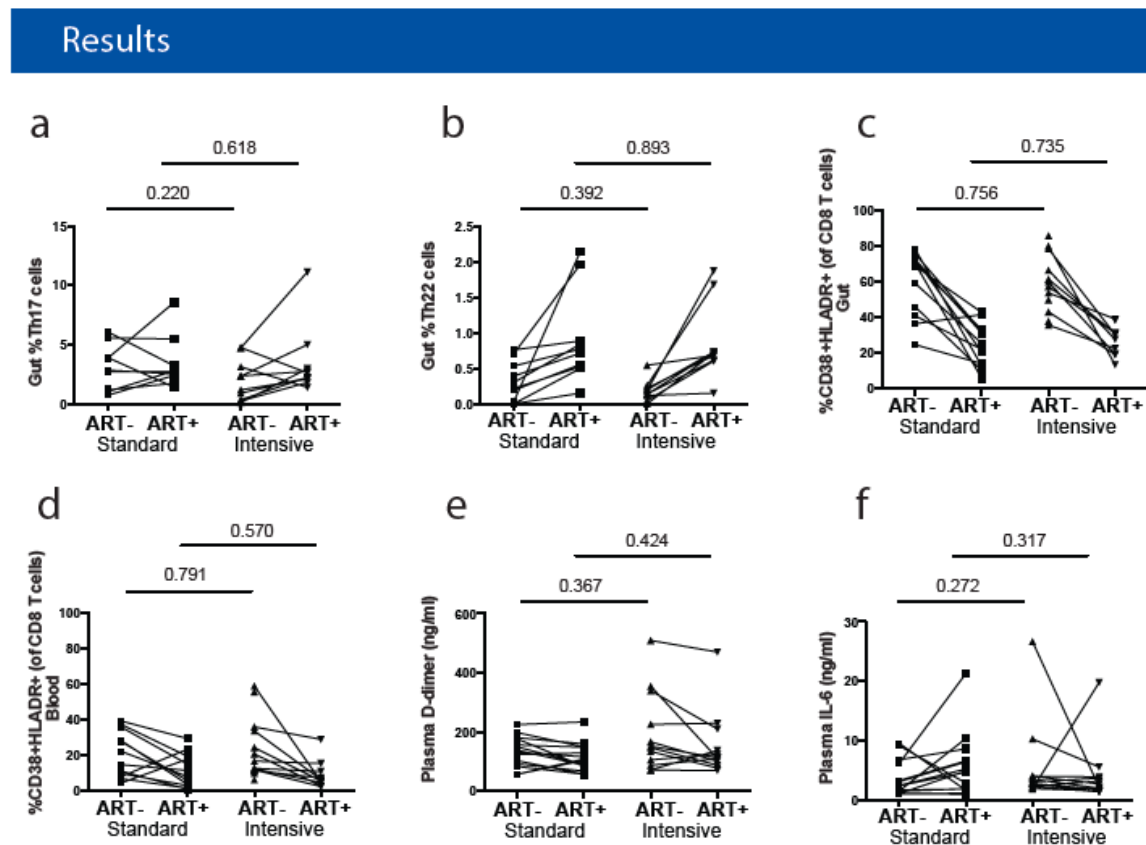 Results
a
0.618
0.220
15
10
5
0
Gut %Th17 cells
ART- ART+ ART- ART+
Standard Intensive
b
0.893
0.392
2.5
2.0
1.5
1.0
0.5
0.0
Gut %Th22 cells
ART- ART+ ART- ART+
Standard Intensive
c
0.735
0.756
100
80
60
40
20
0
%CD38+HLADR+ (of CD8 T cells)
Gut
ART- ART+ ART- ART+
Standard Intensive
d
0.570
0.791
100
80
60
40
20
0
%CD38+HLADR+ (of CD8 T cells)
Blood
ART- ART+ ART- ART+
Standard Intensive
e
0.424
0.367
600
400
200
0
Plasma D-dimer (ng/ml)
ART- ART+ ART- ART+
Standard Intensive
f
0.317
0.272
30
20
10
0
Plasma IL-6 (ng/ml)
ART- ART+ ART- ART+
Standard Intensive